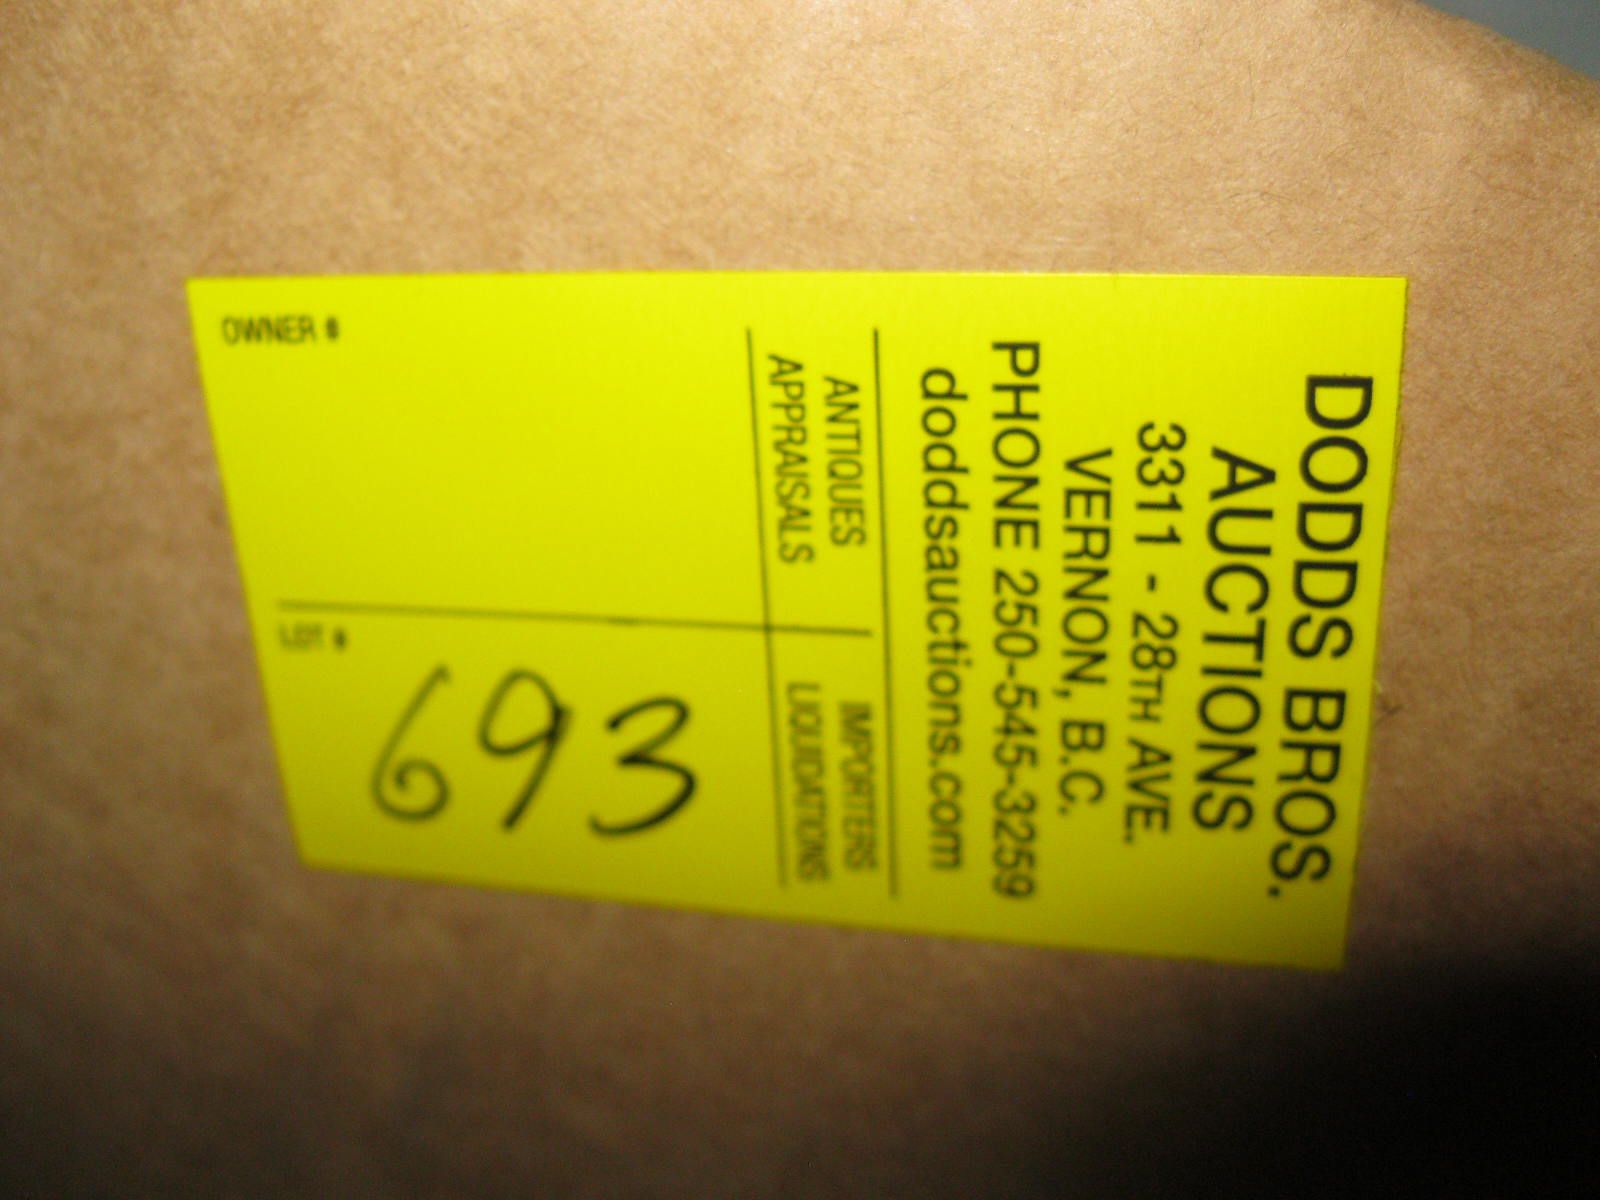 DODDS BROS.
AUCTIONS
3311 - 28TH AVE.
VERNON, B.C.
PHONE 250-545-3259
doddsauctions.com
ANTIQUES
APPRAISALS
IMPORTERS
LIQUIDATIONS
OWNER #
LOT #
693